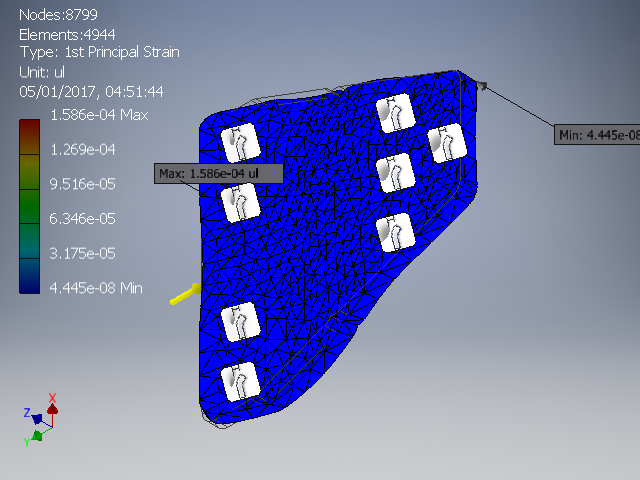 Nodes:8799
Elements:4944
Type: 1st Principal Strain
Unit: ul
05/01/2017, 04:51:44
1.586e-04 Max
1.269e-04
9.516e-05
6.346e-05
3.175e-05
4.445e-08 Min
Max: 1.586e-04 ul
Min: 4.445e-08
X
Z
Y